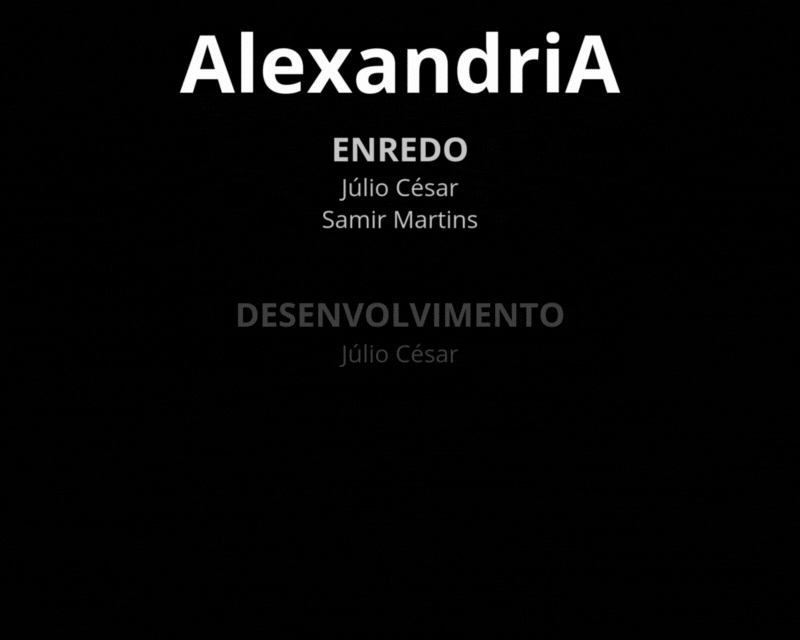 AlexandriA
ENREDO
Júlio César
Samir Martins
DESENVOLVIMENTO
Júlio César